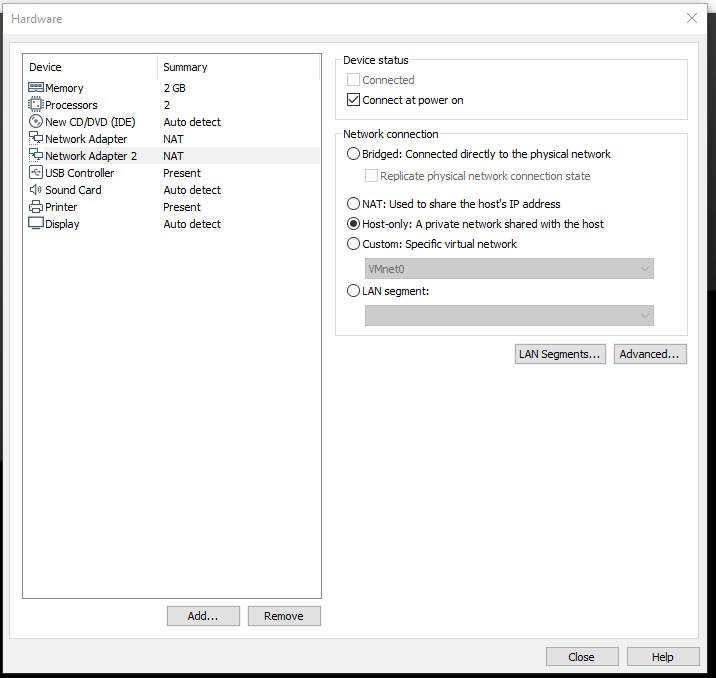 Hardware
Device Summary
Memory 2 GB
Processors 2
New CD/DVD (IDE) Auto detect
Network Adapter NAT
Network Adapter 2 NAT
USB Controller Present
Sound Card Auto detect
Printer Present
Display Auto detect
Add... Remove
Device status
Connected
Connect at power on
Network connection
Bridged: Connected directly to the physical network
Replicate physical network connection state
NAT: Used to share the host's IP address
Host-only: A private network shared with the host
Custom: Specific virtual network
VMnet0
LAN segment:
LAN Segments... Advanced...
Close Help